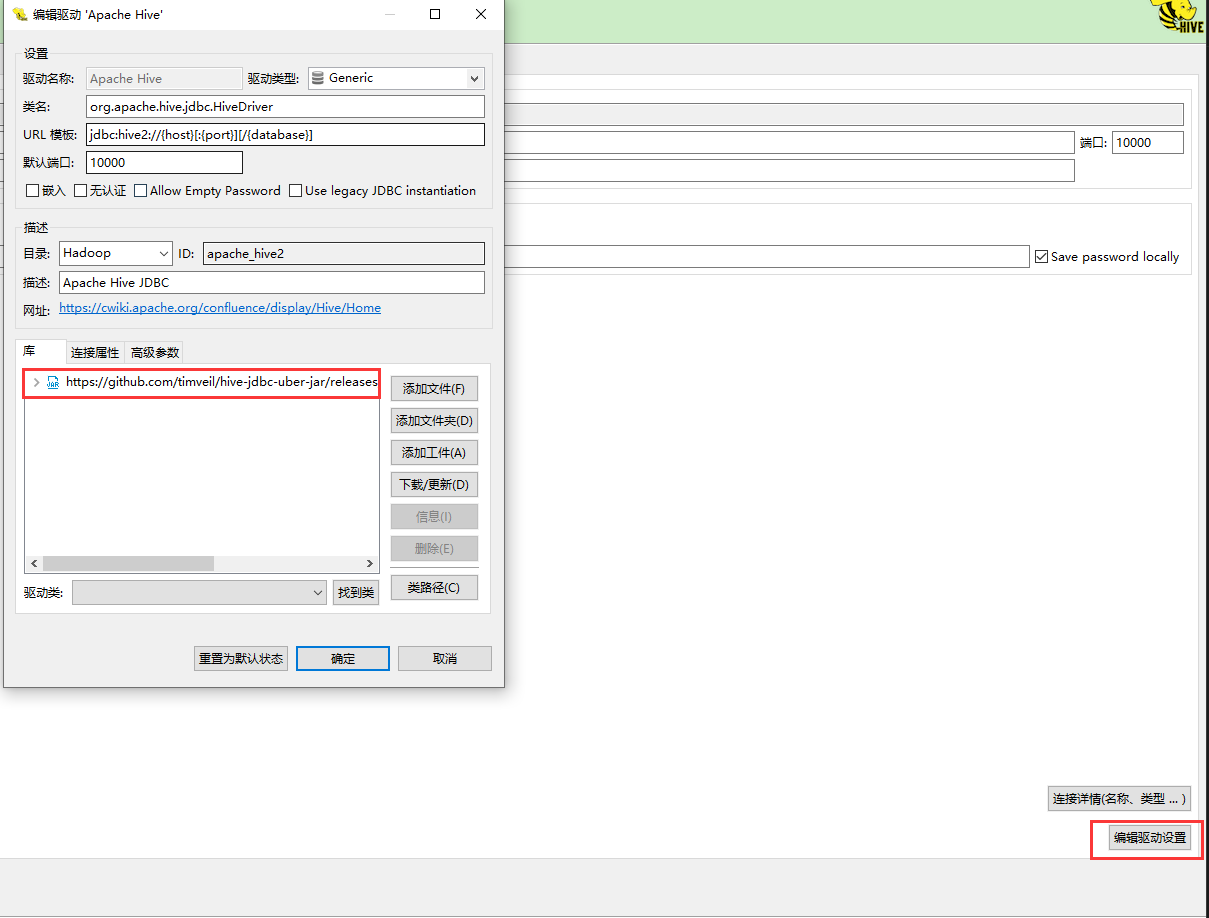 编辑驱动 'Apache Hive'
HIVE
设置
驱动名称: Apache Hive 驱动类型: Generic
类名: org.apache.hive.jdbc.HiveDriver
URL 模板: jdbc:hive2://{host}[:{port}][/{database}]
默认端口: 10000
嵌入 无认证 Allow Empty Password Use legacy JDBC instantiation
端口: 10000
描述
目录: Hadoop ID: apache_hive2
描述: Apache Hive JDBC
网址: https://cwiki.apache.org/confluence/display/Hive/Home
Save password locally
库 连接属性 高级参数
https://github.com/timveil/hive-jdbc-uber-jar/releases
添加文件(F)
添加文件夹(D)
添加工件(A)
下载/更新(D)
信息(I)
删除(E)
类路径(C)
驱动类: 找到类
重置为默认状态 确定 取消
连接详情(名称、类型 ... )
编辑驱动设置